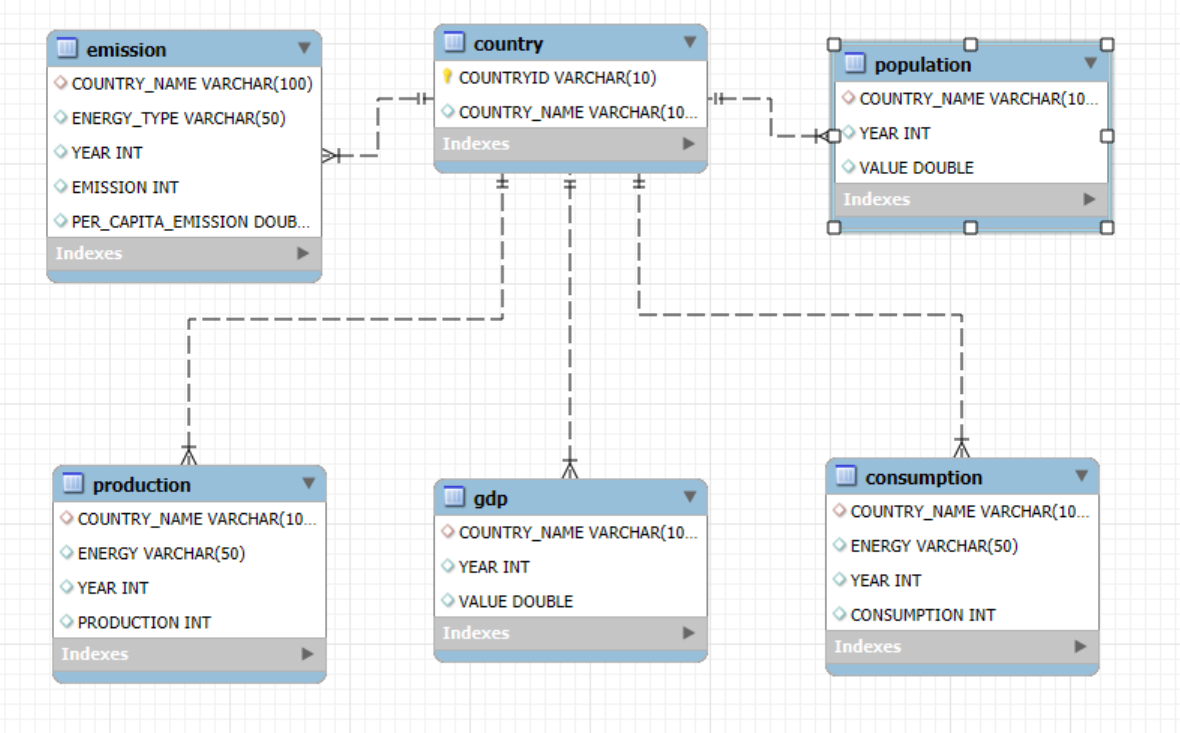 emission
COUNTRY_NAME VARCHAR(100)
ENERGY_TYPE VARCHAR(50)
YEAR INT
EMISSION INT
PER_CAPITA_EMISSION DOUB...
Indexes
country
COUNTRYID VARCHAR(10)
COUNTRY_NAME VARCHAR(10...
Indexes
population
COUNTRY_NAME VARCHAR(10...
YEAR INT
VALUE DOUBLE
Indexes
production
COUNTRY_NAME VARCHAR(10...
ENERGY VARCHAR(50)
YEAR INT
PRODUCTION INT
Indexes
gdp
COUNTRY_NAME VARCHAR(10...
YEAR INT
VALUE DOUBLE
Indexes
consumption
COUNTRY_NAME VARCHAR(10...
ENERGY VARCHAR(50)
YEAR INT
CONSUMPTION INT
Indexes